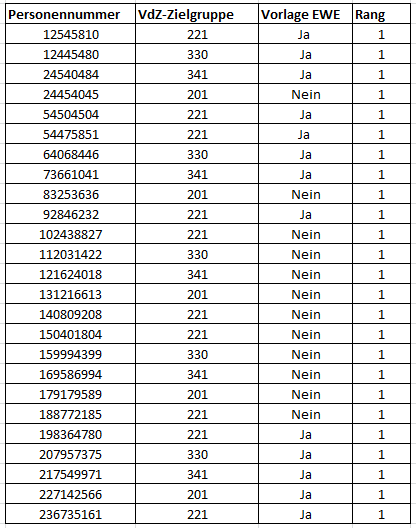 Personennummer VdZ-Zielgruppe Vorlage EWE Rang
12545810 221 Ja 1
12445480 330 Ja 1
24540484 341 Ja 1
24454045 201 Nein 1
54504504 221 Ja 1
54475851 221 Ja 1
64068446 330 Ja 1
73661041 341 Ja 1
83253636 201 Nein 1
92846232 221 Ja 1
102438827 221 Nein 1
112031422 330 Nein 1
121624018 341 Nein 1
131216613 201 Nein 1
140809208 221 Nein 1
150401804 221 Nein 1
159994399 330 Nein 1
169586994 341 Nein 1
179179589 201 Nein 1
188772185 221 Nein 1
198364780 221 Ja 1
207957375 330 Ja 1
217549971 341 Ja 1
227142566 201 Ja 1
236735161 221 Ja 1